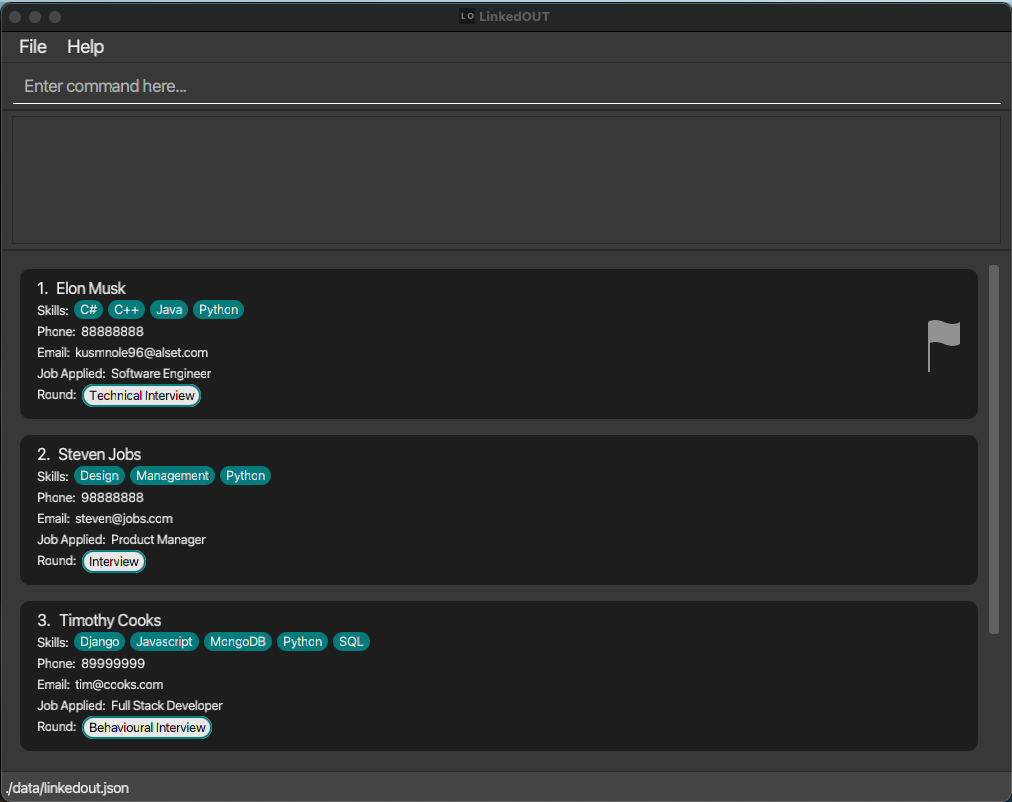 LO LinkedOUT
File Help
Enter command here...
1. Elon Musk
Skills: C# C++ Java Python
Phone: 88888888
Email: kusmnole96@alset.com
Job Applied: Software Engineer
Round: Technical Interview
2. Steven Jobs
Skills: Design Management Python
Phone: 98888888
Email: steven@jobs.com
Job Applied: Product Manager
Round: Interview
3. Timothy Cooks
Skills: Django Javascript MongoDB Python SQL
Phone: 89999999
Email: tim@cooks.com
Job Applied: Full Stack Developer
Round: Behavioural Interview
./data/linkedout.json